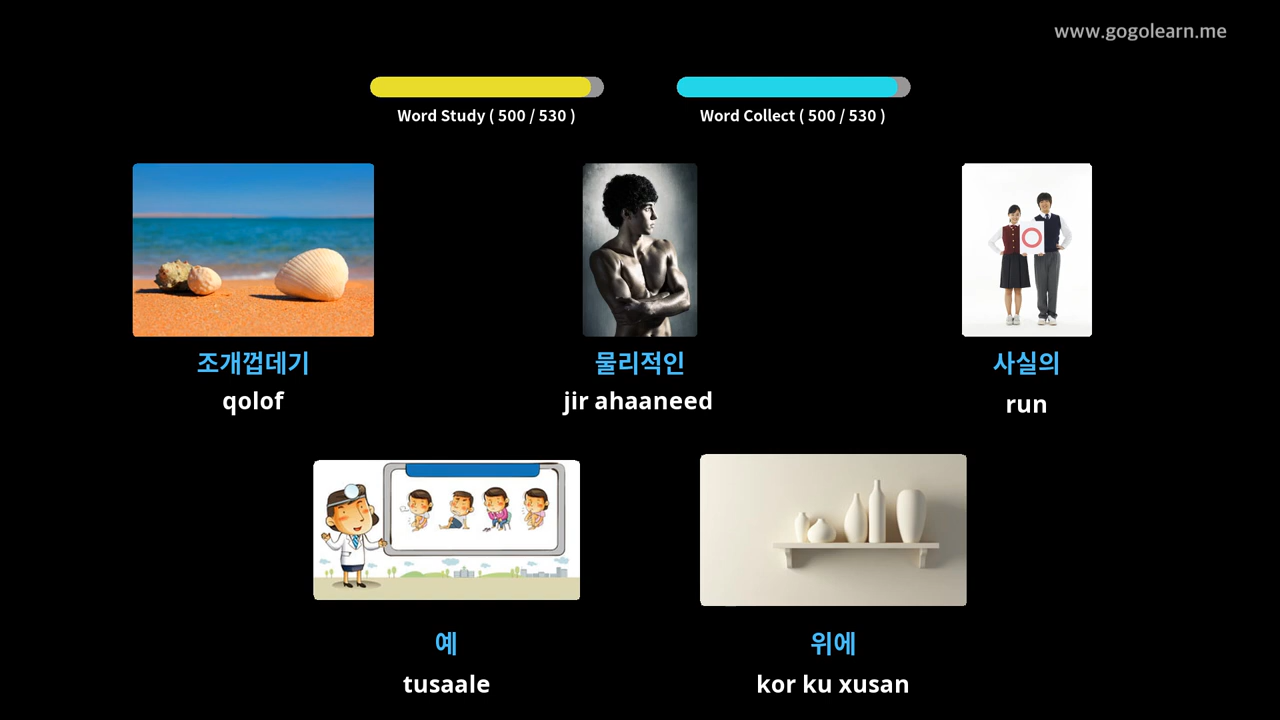 www.gogolearn.me
Word Study ( 500 / 530 )
Word Collect ( 500 / 530 )
조개껍데기
qolof
물리적인
jir ahaaneed
사실의
run
예
tusaale
위에
kor ku xusan